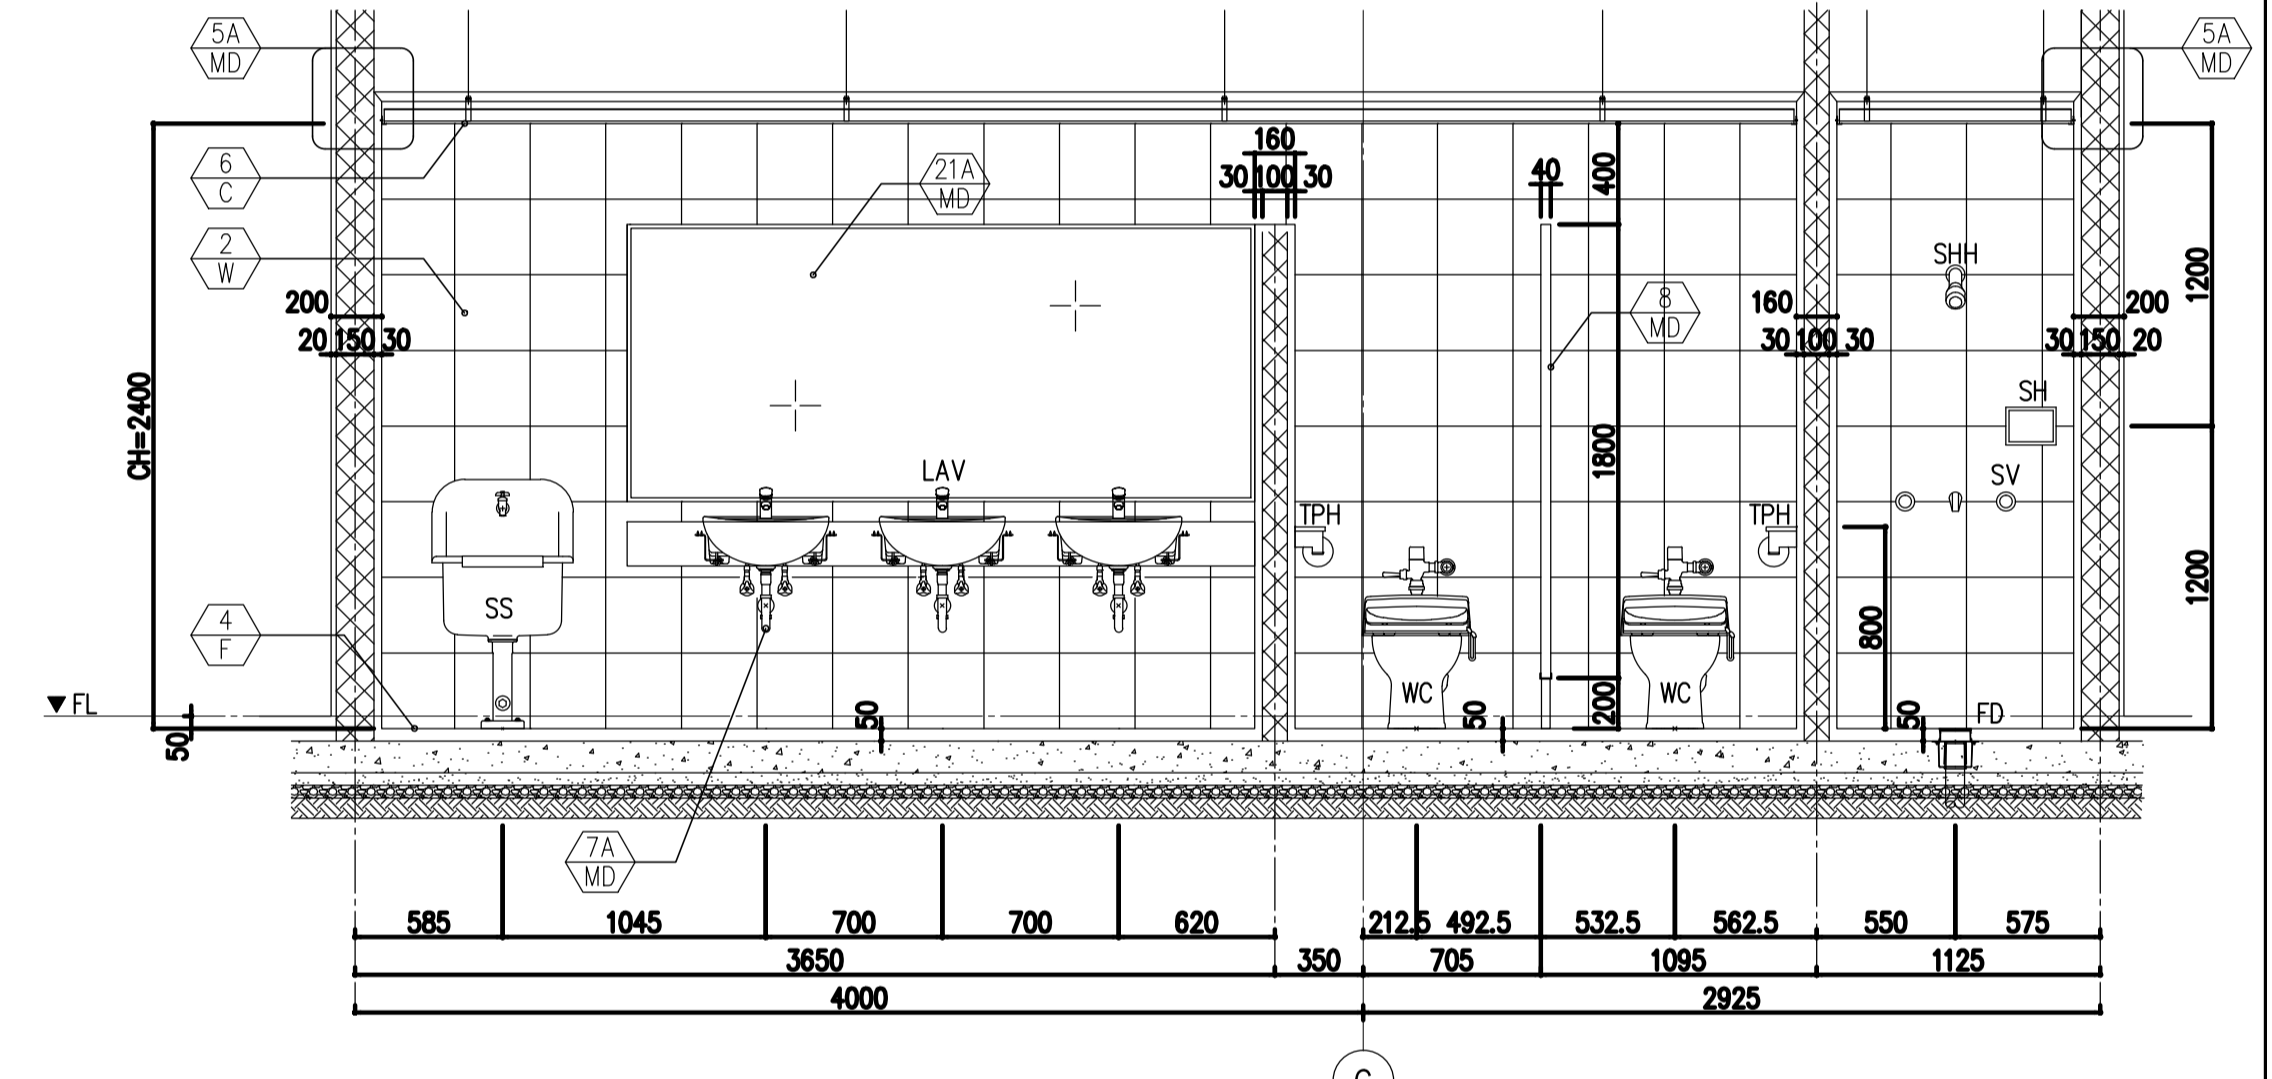 5A
MD
5A
MD
6
C
2
W
21A
MD
160
30 100 30
40
400
SHH
8
MD
200
20 150 30
160
30 100 30
200
30 150 20
1200
CH=2400
SH
1800
LAV
SV
TPH
TPH
SS
4
F
WC
WC
800
1200
▼ FL
50
50
50
200
50
FD
7A
MD
585 1045 700 700 620 212.5 492.5 532.5 562.5 550 575
3650 350 705 1095 1125
4000 2925